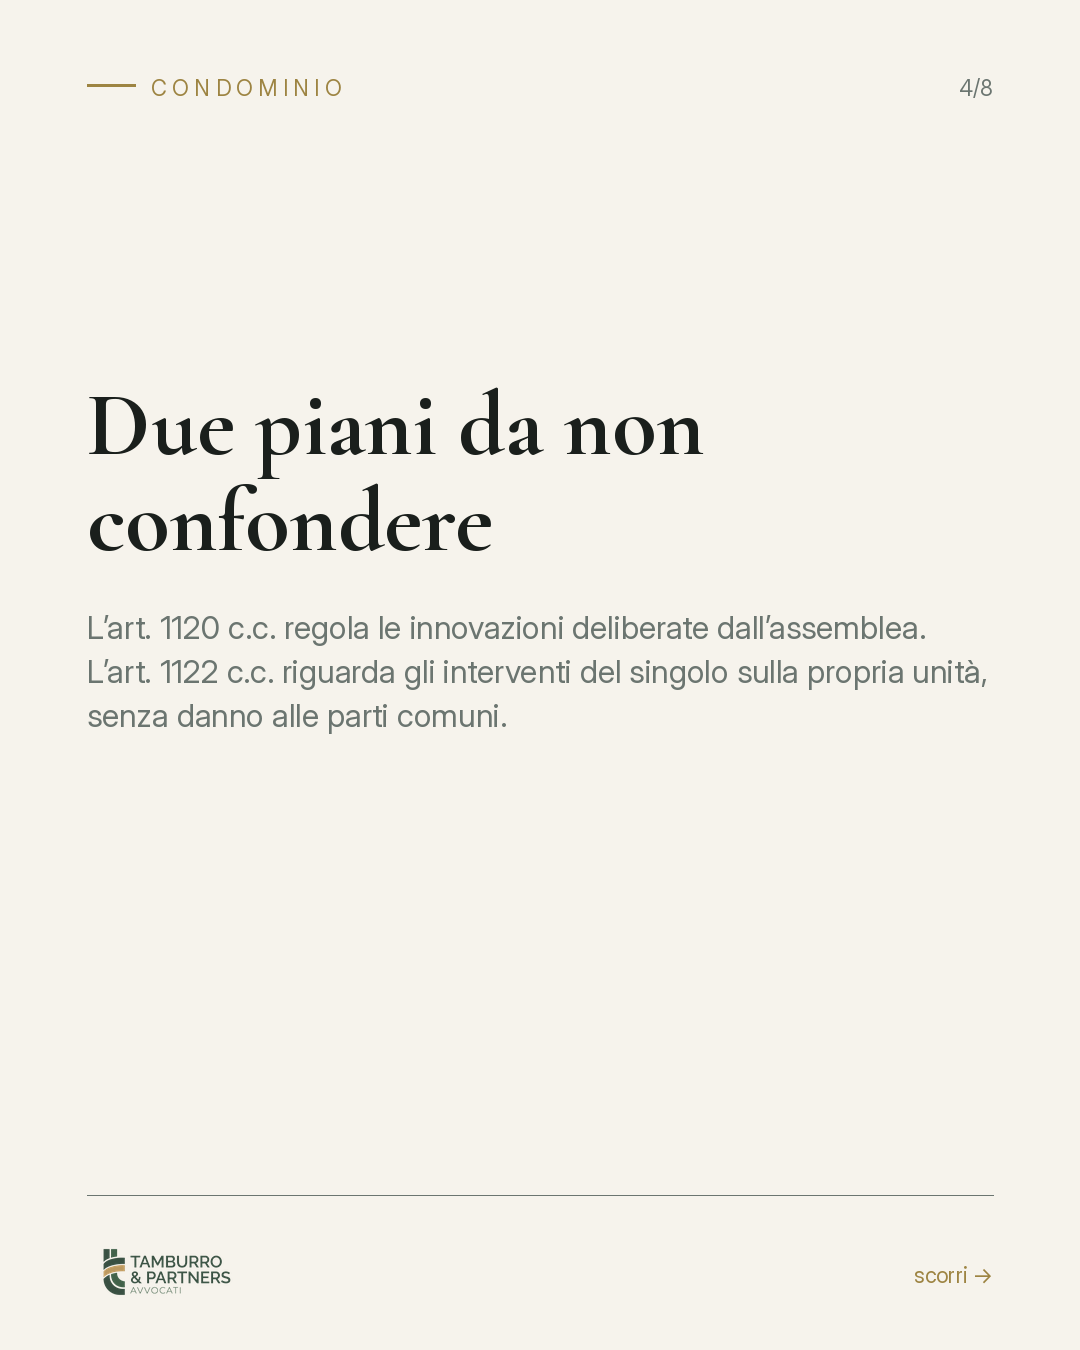 CONDOMINIO
4/8
Due piani da non
confondere
L’art. 1120 c.c. regola le innovazioni deliberate dall’assemblea.
L’art. 1122 c.c. riguarda gli interventi del singolo sulla propria unità,
senza danno alle parti comuni.
TAMBURRO
& PARTNERS
AVVOCATI
scorri →